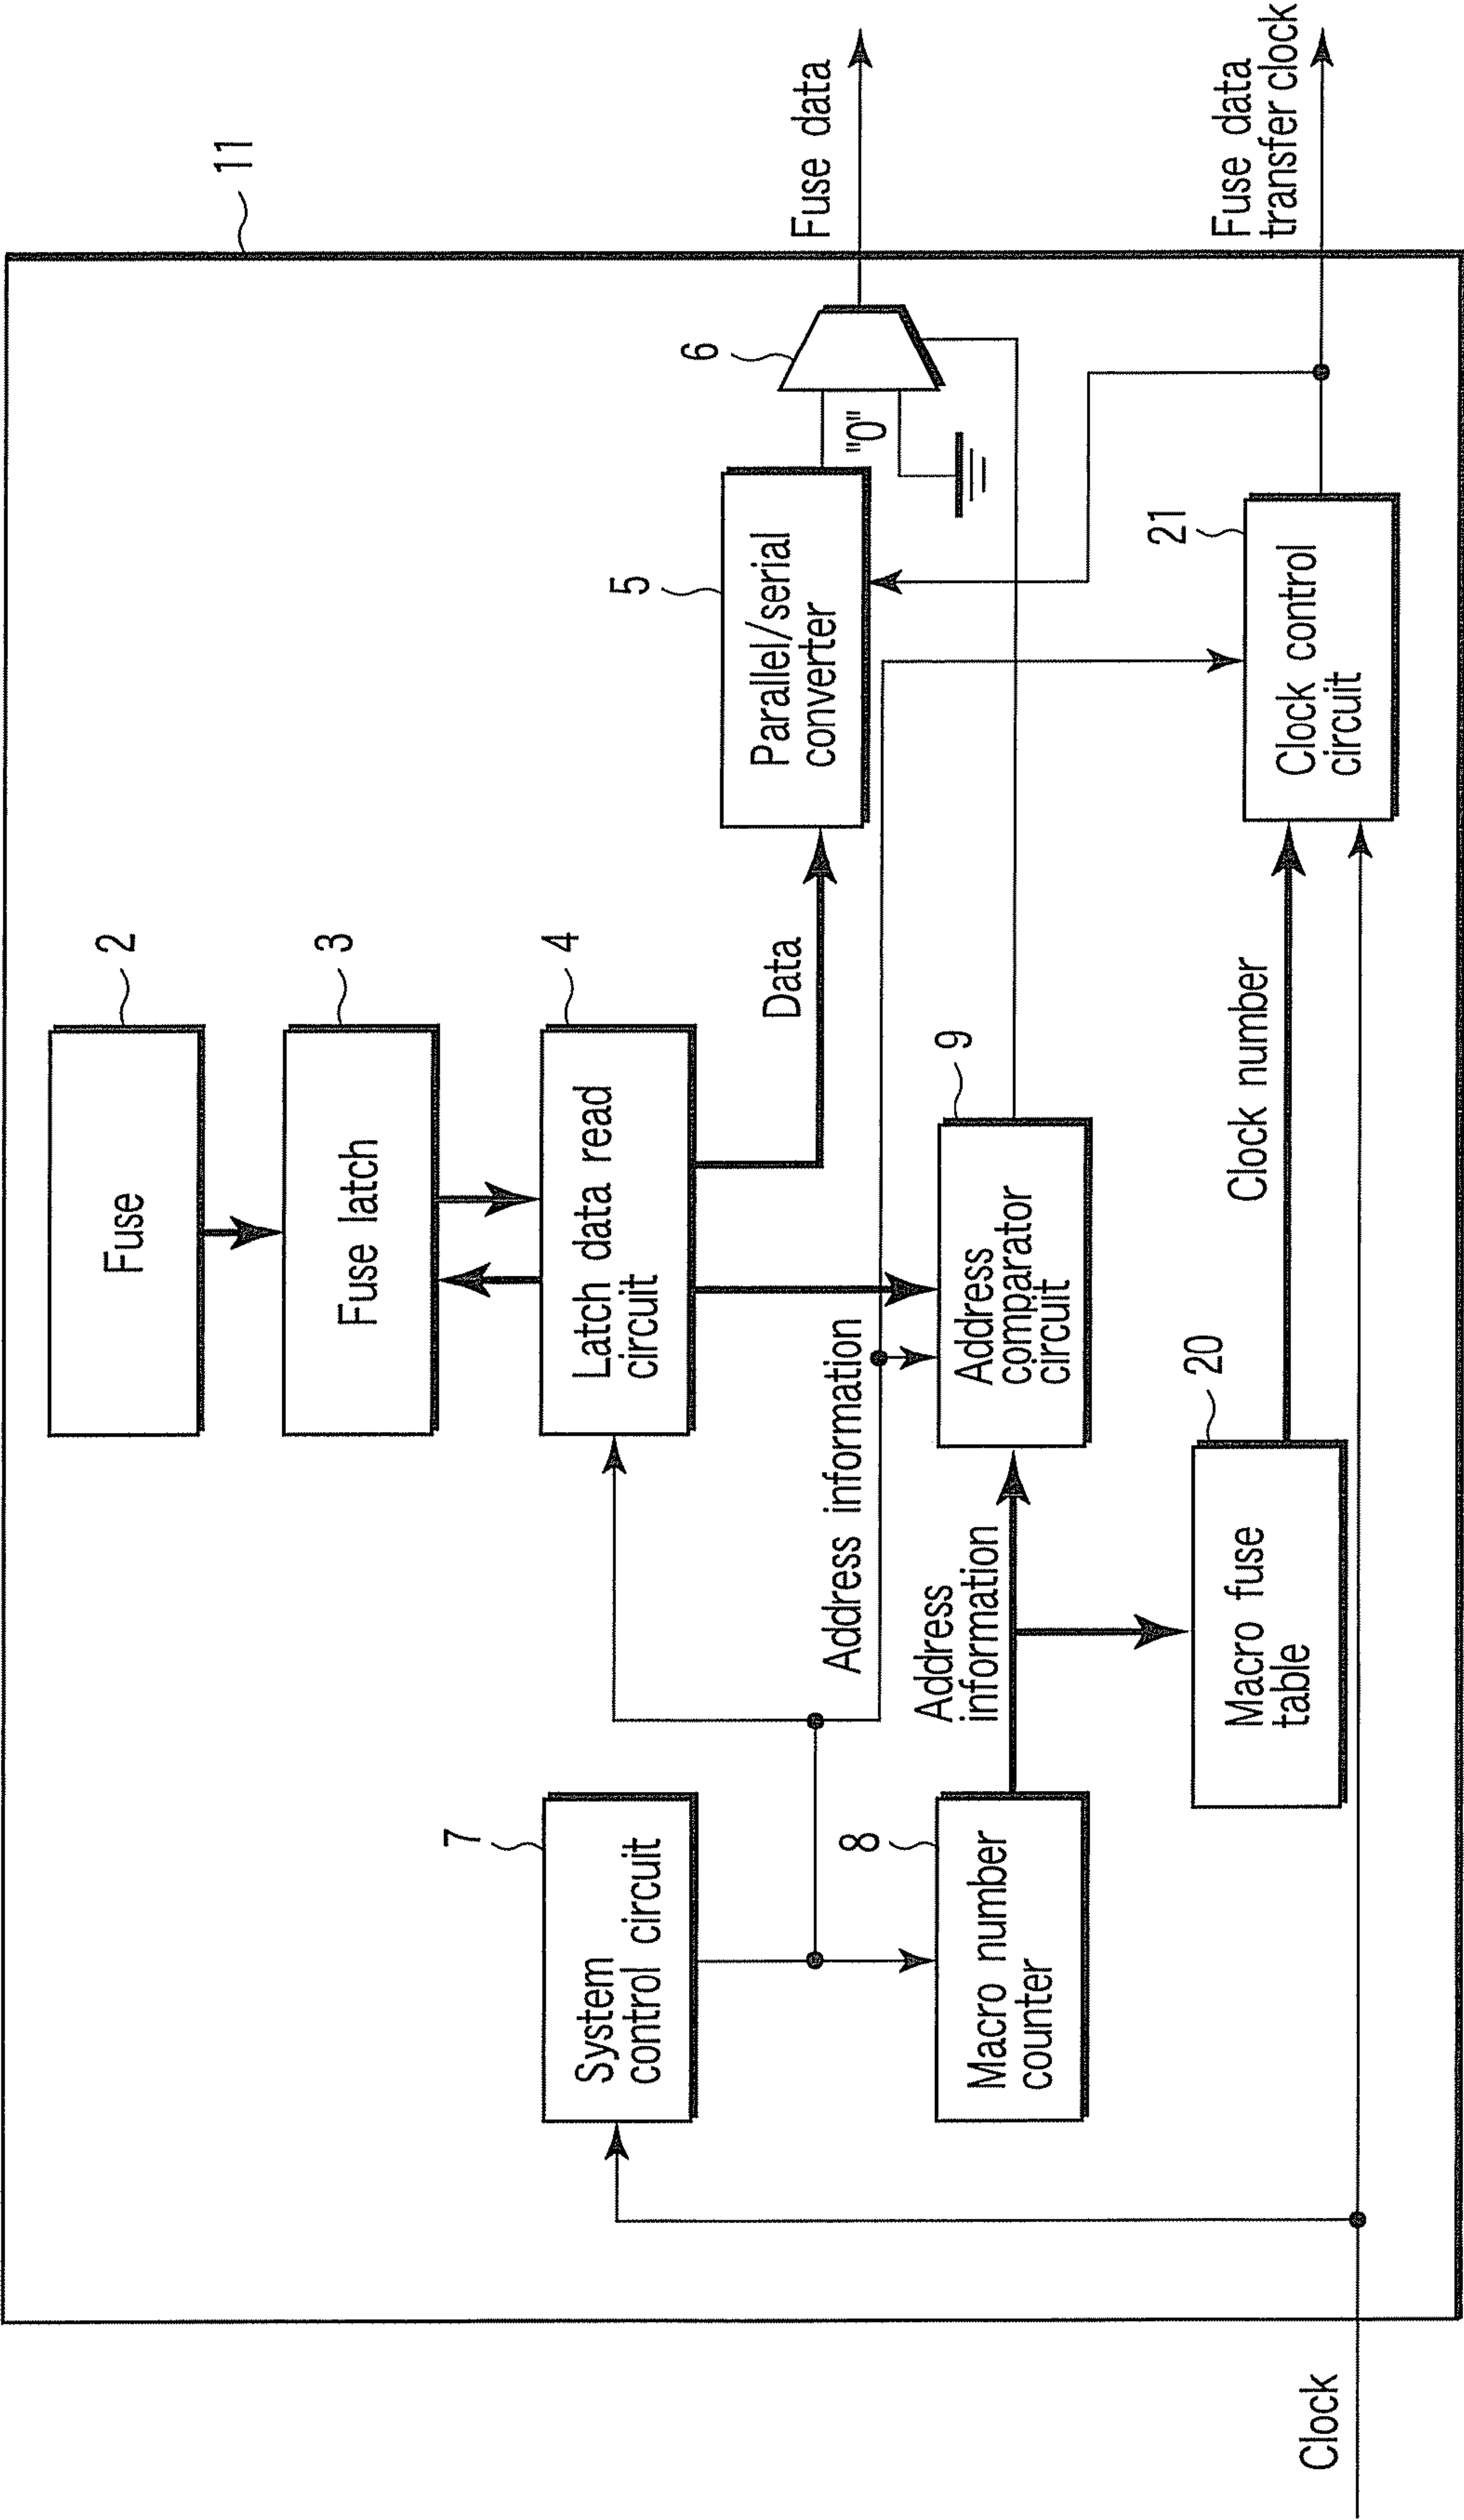 11
Fuse
2
Fuse latch
3
Latch data read
circuit
4
Data
Parallel/serial
converter
5
"0"
6
Fuse data
System
control circuit
7
Address information
Macro number
counter
8
Address
information
Address
comparator
circuit
9
Macro fuse
table
20
Clock number
Clock control
circuit
21
Fuse data
transfer clock
Clock